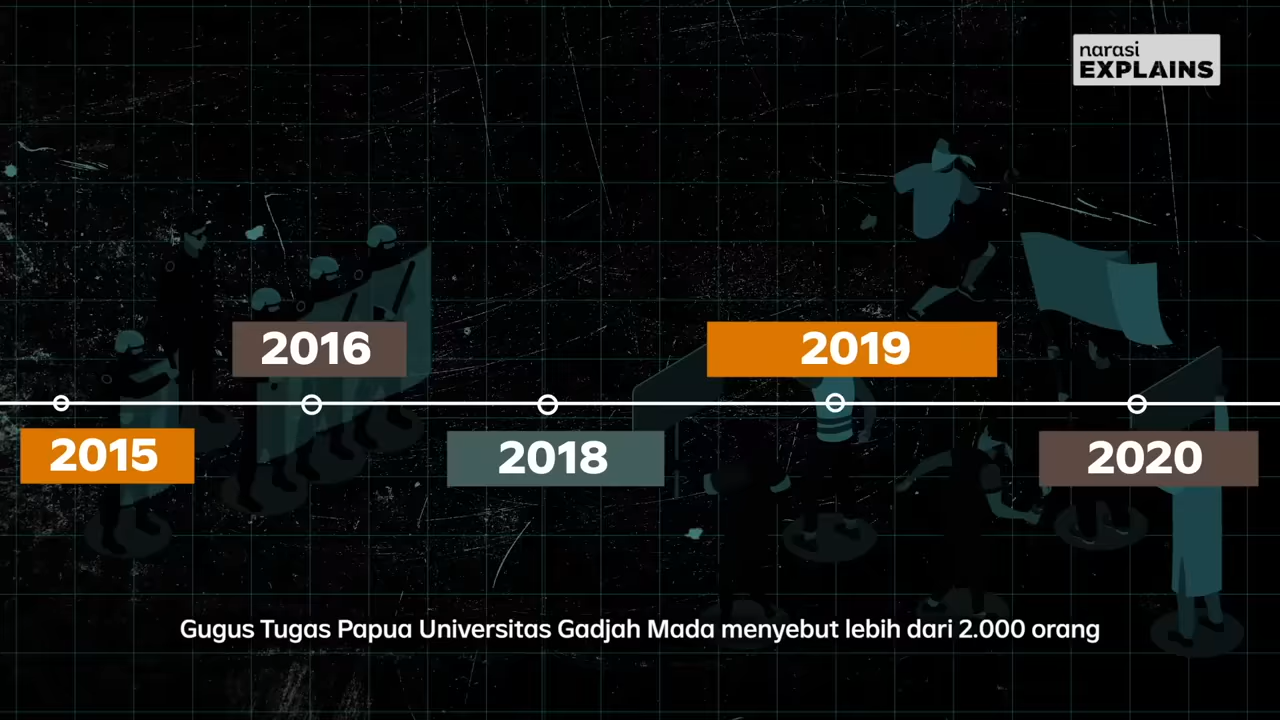 narasi
EXPLAINS
2016
2019
2015
2018
2020
Gugus Tugas Papua Universitas Gadjah Mada menyebut lebih dari 2.000 orang